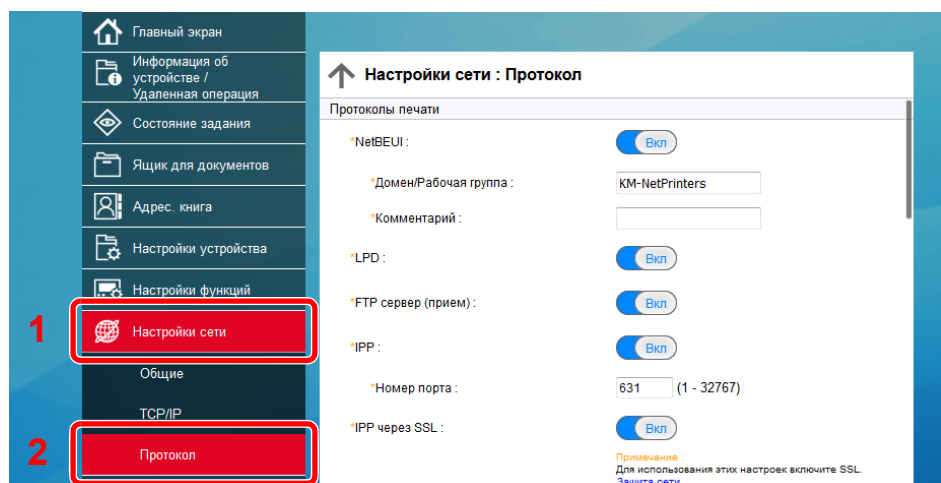 Главный экран
Информация об
устройстве /
Удаленная операция
Состояние задания
Ящик для документов
Адрес. книга
Настройки устройства
Настройки функций
1
Настройки сети
Общие
TCP/IP
2
Протокол
Настройки сети : Протокол
Протоколы печати
*NetBEUI :
Вкл
*Домен/Рабочая группа :
KM-NetPrinters
*Комментарий :
*LPD :
Вкл
*FTP сервер (прием) :
Вкл
*IPP :
Вкл
*Номер порта :
631 (1 - 32767)
*IPP через SSL :
Вкл
Примечание :
Для использования этих настроек включите SSL.
Защита сети